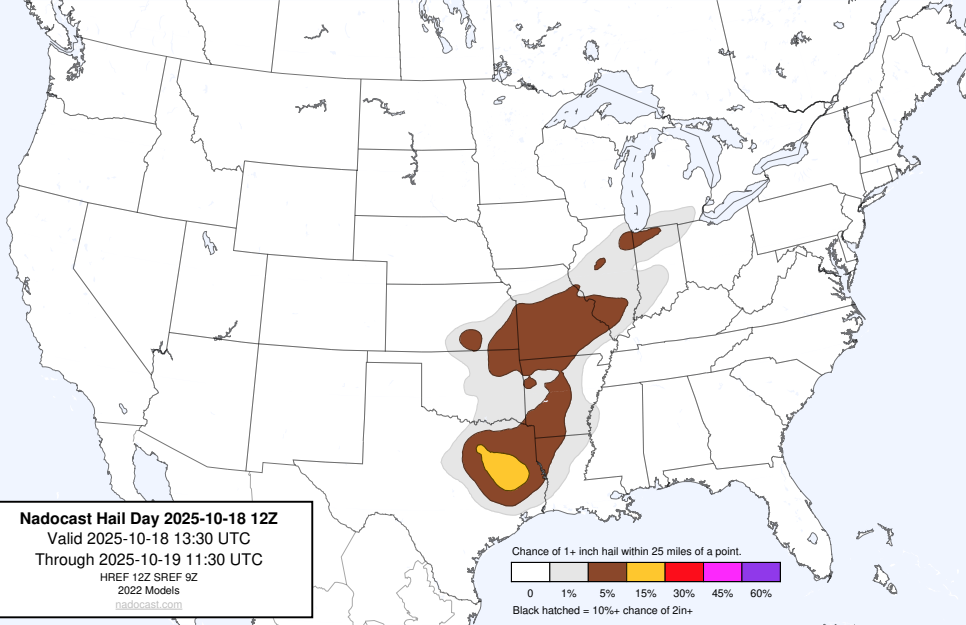 Nadocast Hail Day 2025-10-18 12Z
Valid 2025-10-18 13:30 UTC
Through 2025-10-19 11:30 UTC
HREF 12Z SREF 9Z
2022 Models
nadocast.com
Chance of 1+ inch hail within 25 miles of a point.
0 1% 5% 15% 30% 45% 60%
Black hatched = 10%+ chance of 2in+